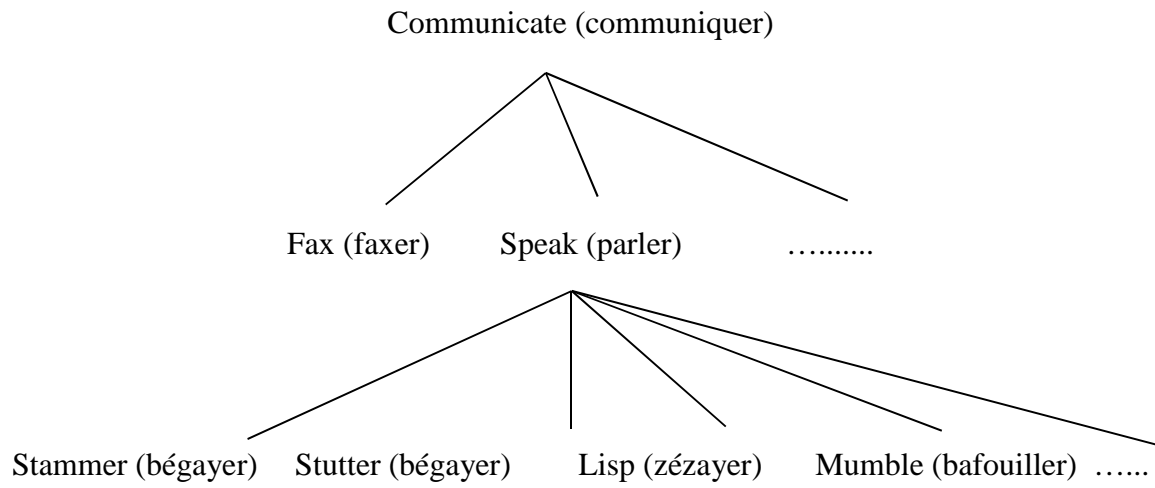 Communicate (communiquer)
Fax (faxer) Speak (parler) ….......
Stammer (bégayer) Stutter (bégayer) Lisp (zézayer) Mumble (bafouiller) …...